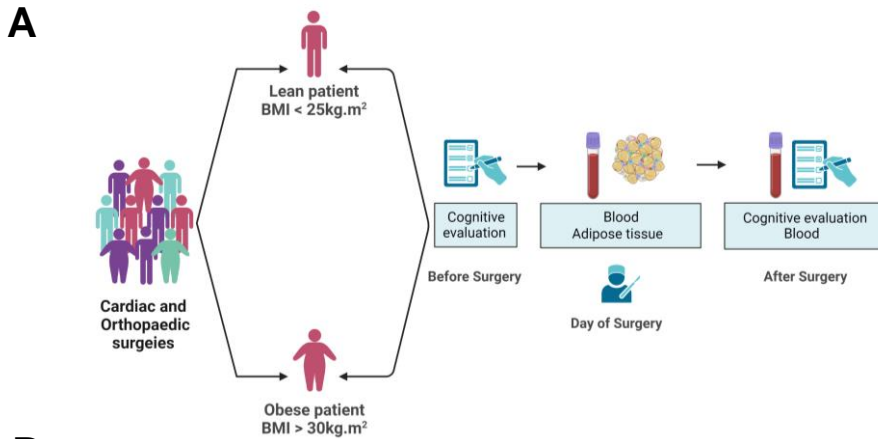 A
Lean patient
BMI < 25kg.m²
Cardiac and
Orthopaedic
surgeies
Obese patient
BMI > 30kg.m²
Cognitive
evaluation
Before Surgery
Blood
Adipose tissue
Day of Surgery
Cognitive evaluation
Blood
After Surgery